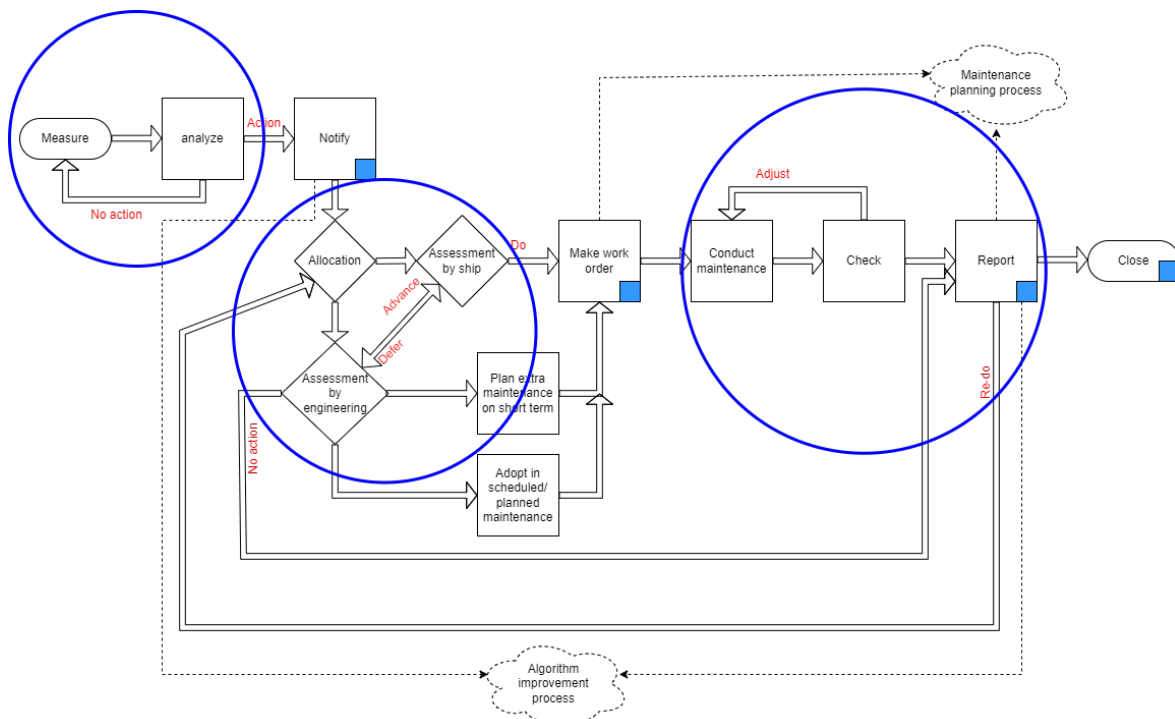 Maintenance
planning process
Measure
analyze
Action
Notify
No action
Adjust
Allocation
Assessment
by ship
Do
Make work
order
Conduct
maintenance
Check
Report
Close
Advance
Defer
Assessment
by
engineering
Plan extra
maintenance
on short term
Re-do
No action
Adopt in
scheduled/
planned
maintenance
Algorithm
improvement
process